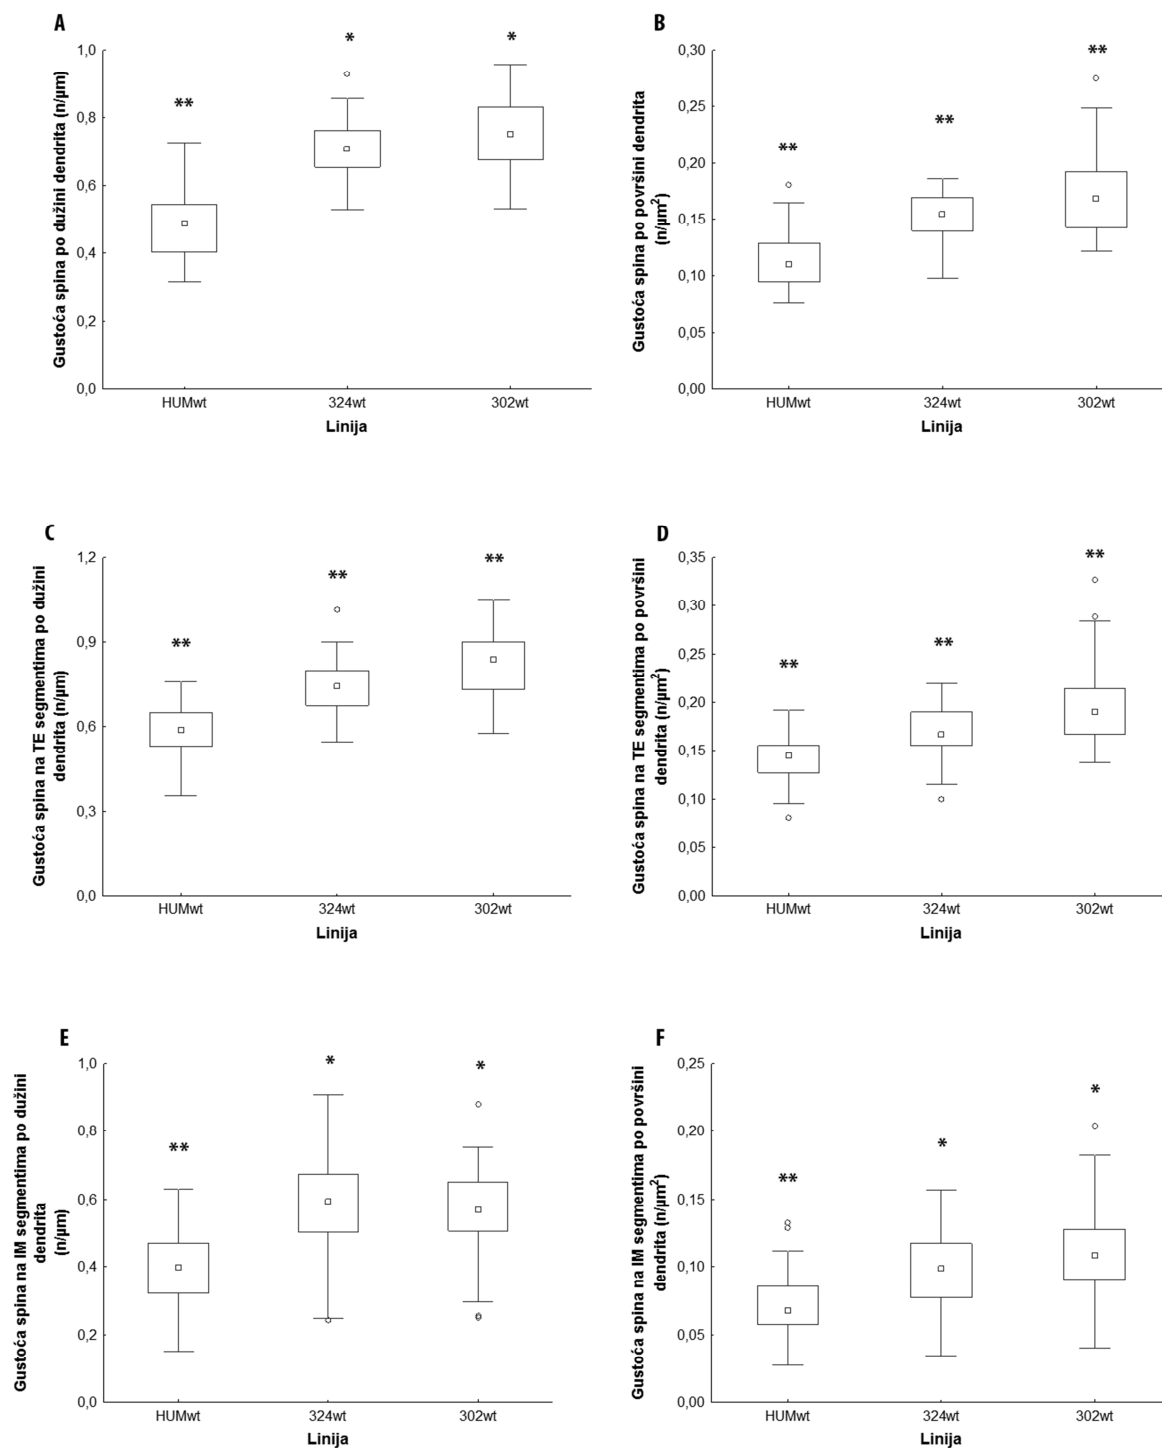 A
Gustoća spina po dužini dendrita (n/µm)
1,0
0,8
0,6
0,4
0,2
0,0
**
*
*
HUMwt
324wt
302wt
Linija
B
Gustoća spina po površini dendrita
(n/µm²)
0,30
0,25
0,20
0,15
0,10
0,05
0,00
**
**
**
HUMwt
324wt
302wt
Linija
C
Gustoća spina na TE segmentima po dužini
dendrita (n/µm)
1,2
0,9
0,6
0,3
0,0
**
**
**
HUMwt
324wt
302wt
Linija
D
Gustoća spina na TE segmentima po površini
dendrita (n/µm²)
0,35
0,30
0,25
0,20
0,15
0,10
0,05
0,00
**
**
**
HUMwt
324wt
302wt
Linija
E
Gustoća spina na IM segmentima po dužini
dendrita
(n/µm)
1,0
0,8
0,6
0,4
0,2
0,0
**
*
*
HUMwt
324wt
302wt
Linija
F
Gustoća spina na IM segmentima po površini
dendrita (n/µm²)
0,25
0,20
0,15
0,10
0,05
0,00
**
*
*
HUMwt
324wt
302wt
Linija